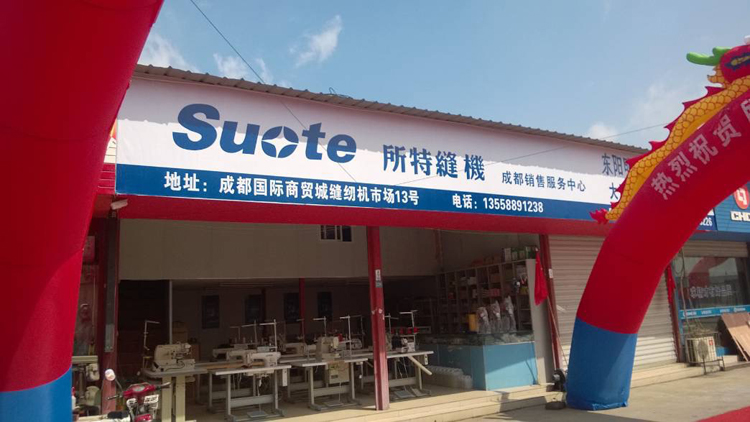 Suote 所特縫機 成都销售服务中心
地址：成都国际商贸城缝纫机市场13号 电话：13558891238
东阳
大
热烈祝贺